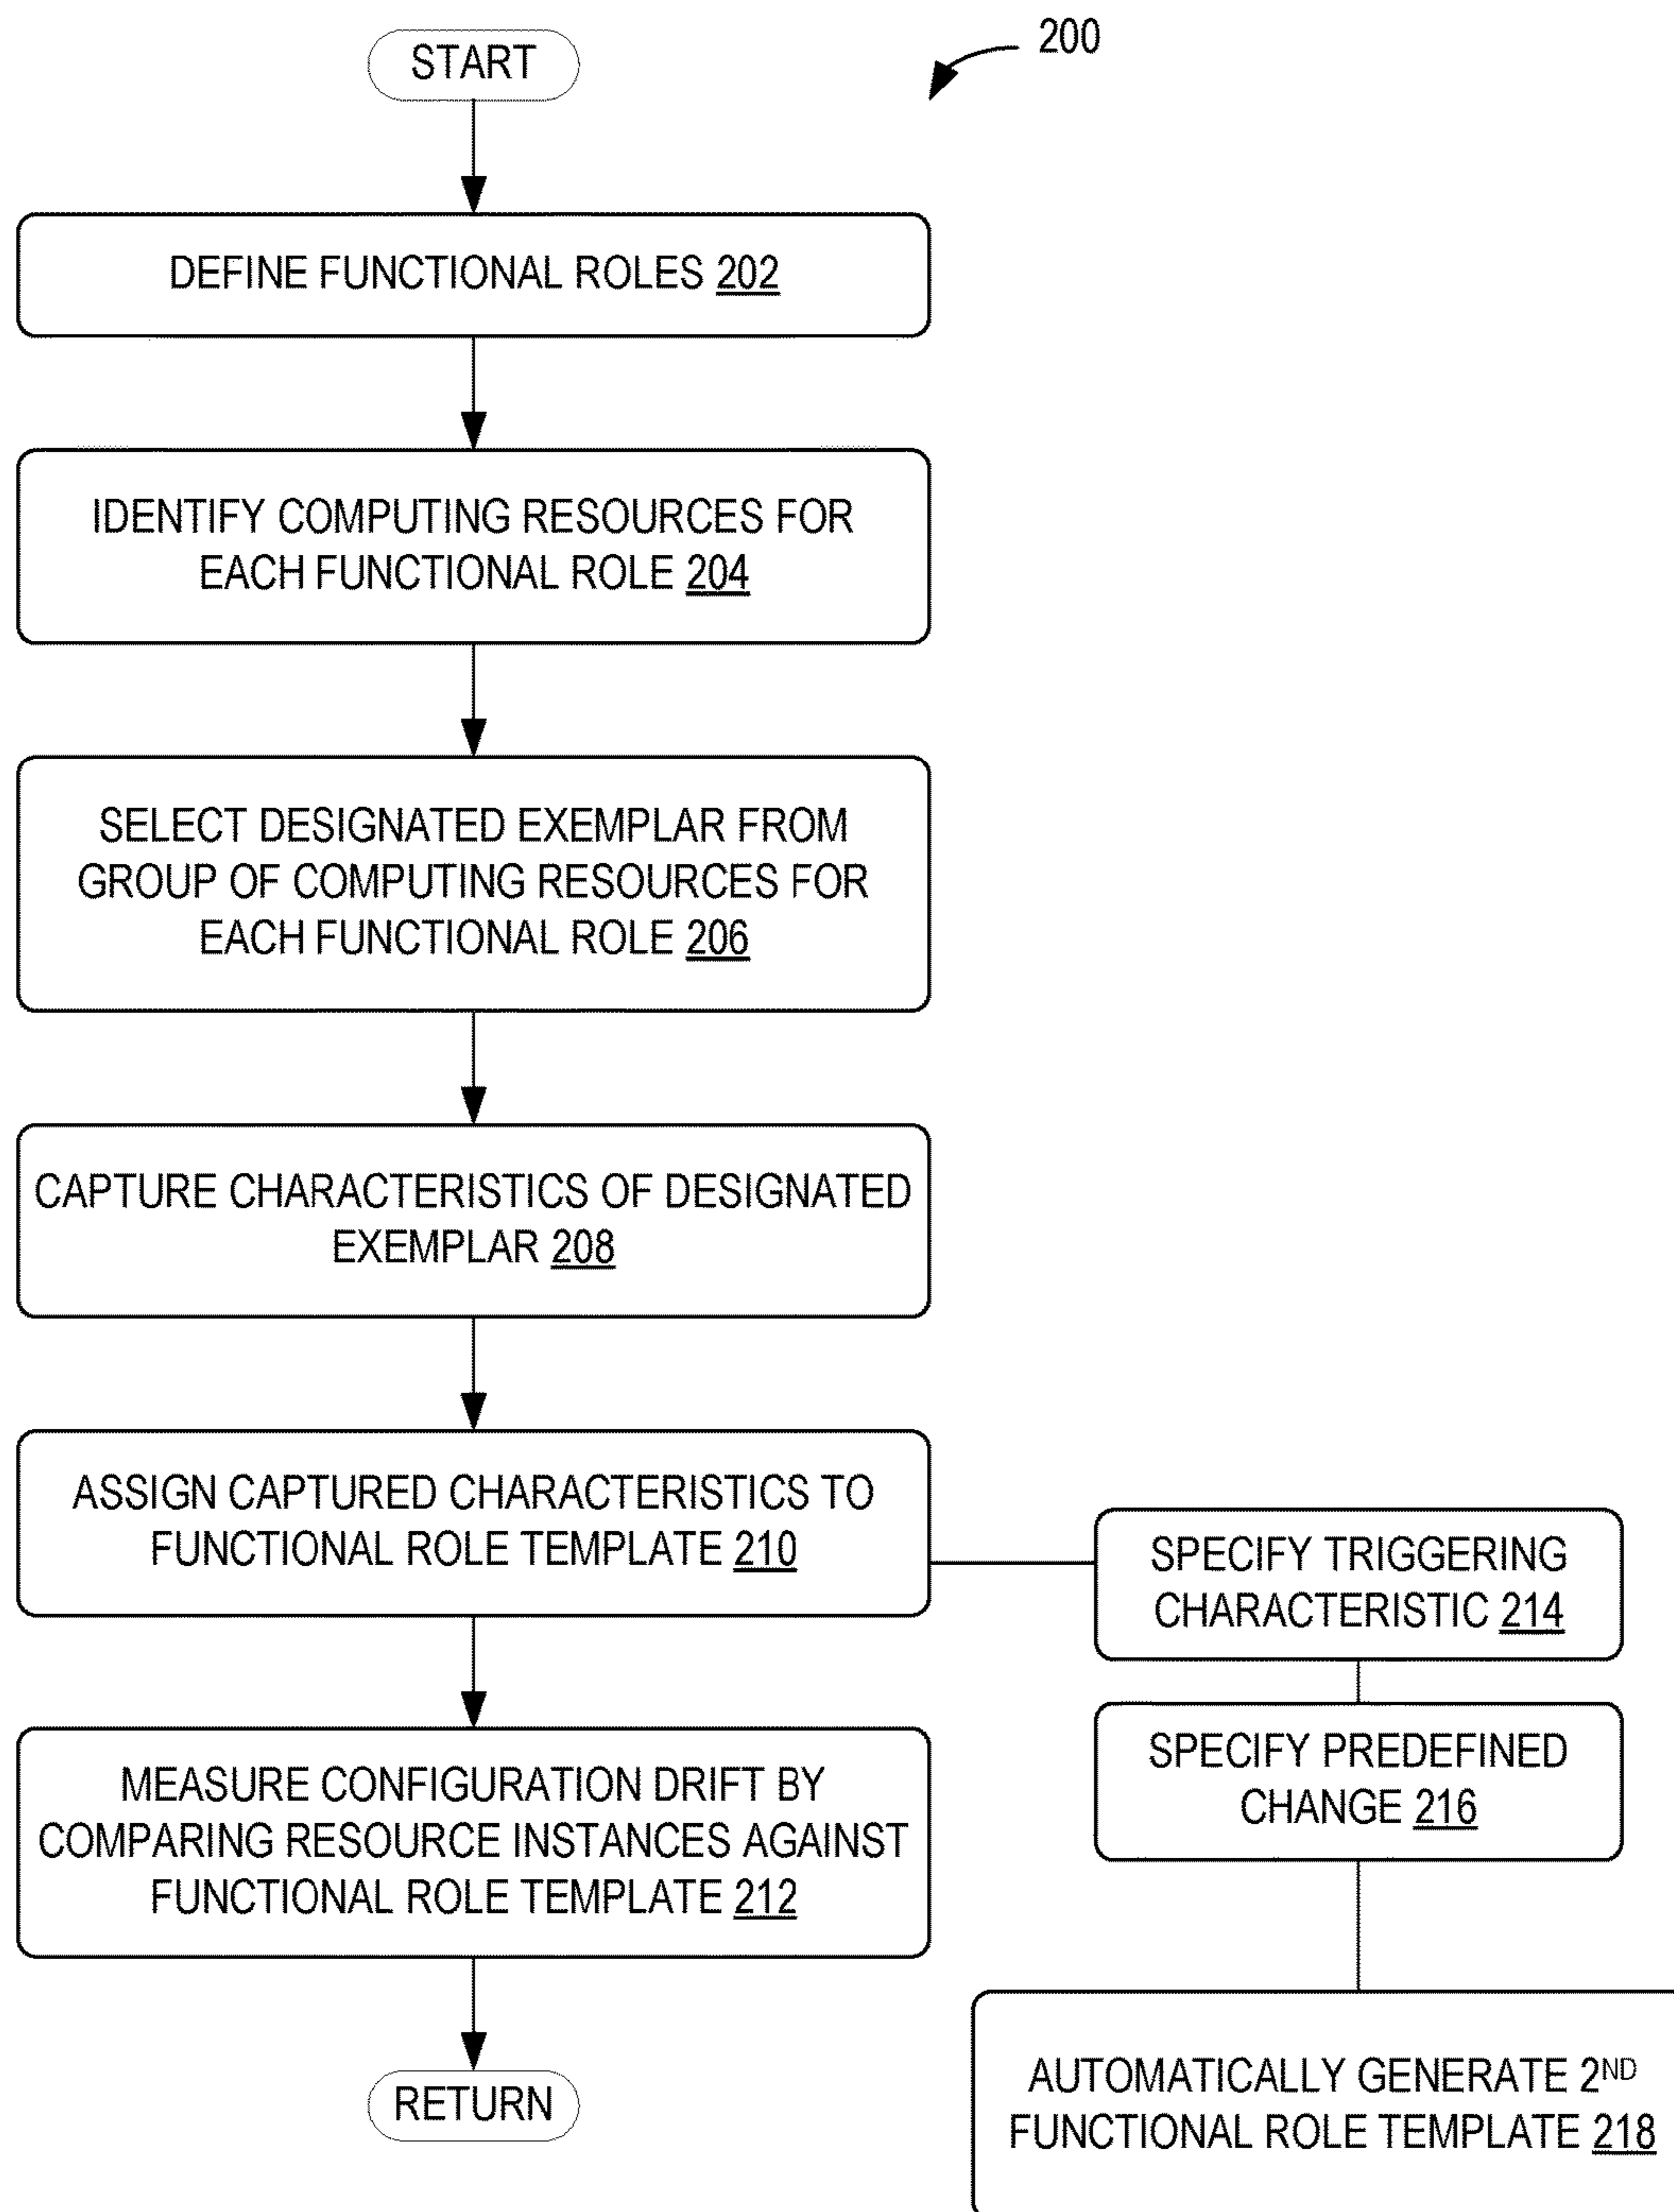 START
200
DEFINE FUNCTIONAL ROLES 202
IDENTIFY COMPUTING RESOURCES FOR
EACH FUNCTIONAL ROLE 204
SELECT DESIGNATED EXEMPLAR FROM
GROUP OF COMPUTING RESOURCES FOR
EACH FUNCTIONAL ROLE 206
CAPTURE CHARACTERISTICS OF DESIGNATED
EXEMPLAR 208
ASSIGN CAPTURED CHARACTERISTICS TO
FUNCTIONAL ROLE TEMPLATE 210
MEASURE CONFIGURATION DRIFT BY
COMPARING RESOURCE INSTANCES AGAINST
FUNCTIONAL ROLE TEMPLATE 212
RETURN
SPECIFY TRIGGERING
CHARACTERISTIC 214
SPECIFY PREDEFINED
CHANGE 216
AUTOMATICALLY GENERATE 2ND
FUNCTIONAL ROLE TEMPLATE 218